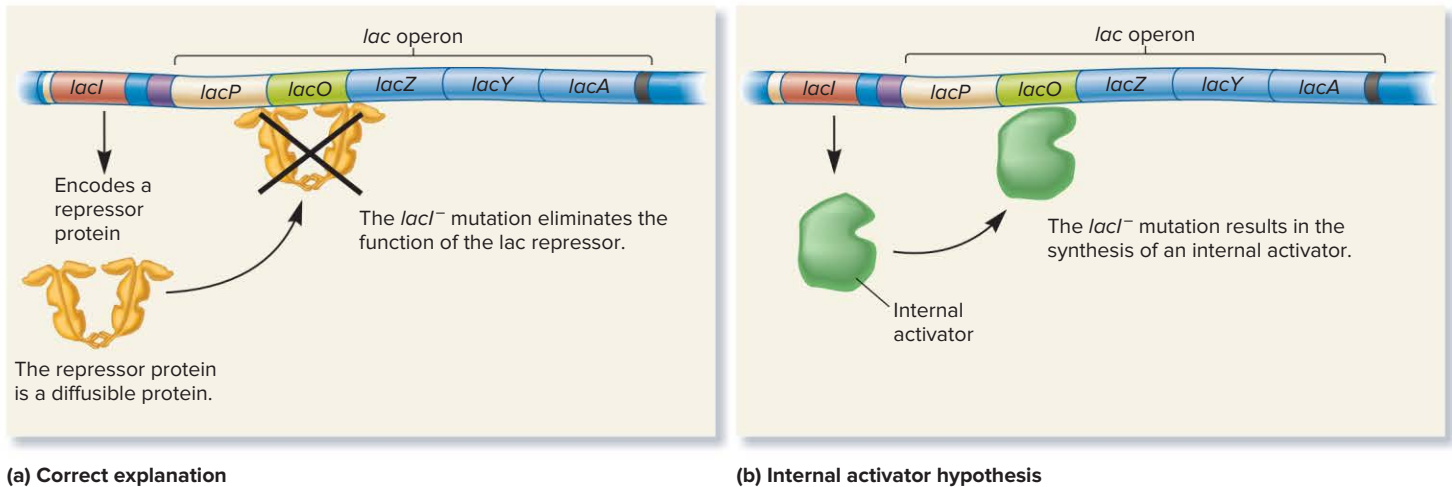 lac operon
lacI
lacP
lacO
lacZ
lacY
lacA
Encodes a
repressor
protein
The lacI⁻ mutation eliminates the
function of the lac repressor.
The repressor protein
is a diffusible protein.
(a) Correct explanation
lac operon
lacI
lacP
lacO
lacZ
lacY
lacA
The lacI⁻ mutation results in the
synthesis of an internal activator.
Internal
activator
(b) Internal activator hypothesis